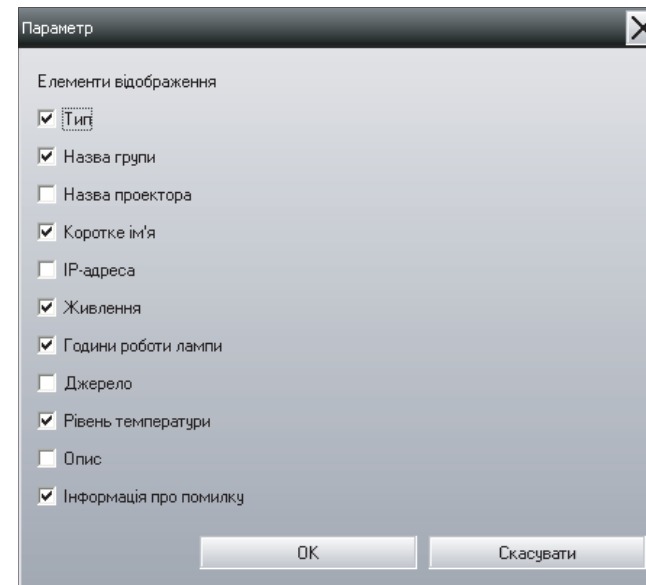 Параметр
Елементи відображення
Тип
Назва групи
Назва проектора
Коротке ім'я
IP-адреса
Живлення
Години роботи лампи
Джерело
Рівень температури
Опис
Інформація про помилку
OK Скасувати